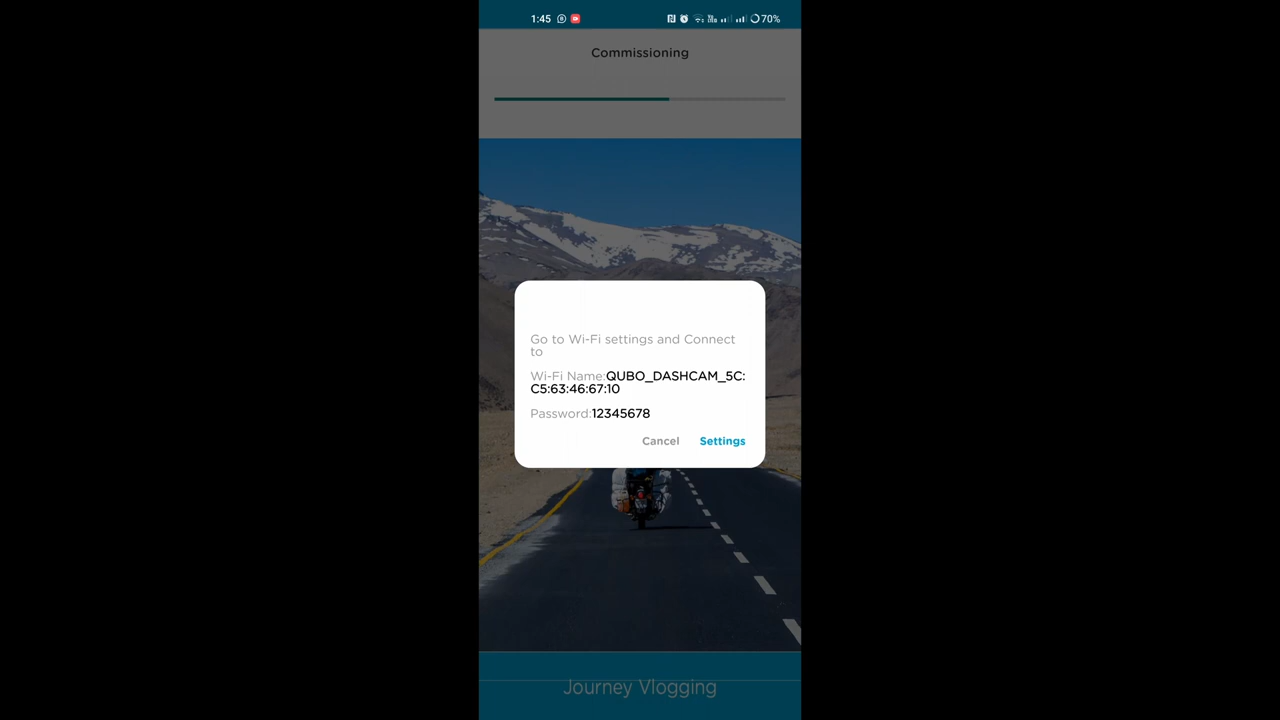 1:45 70%
Commissioning
Go to Wi-Fi settings and Connect
to
Wi-Fi Name:QUBO_DASHCAM_5C:
C5:63:46:67:10
Password:12345678
Cancel Settings
Journey Vlogging